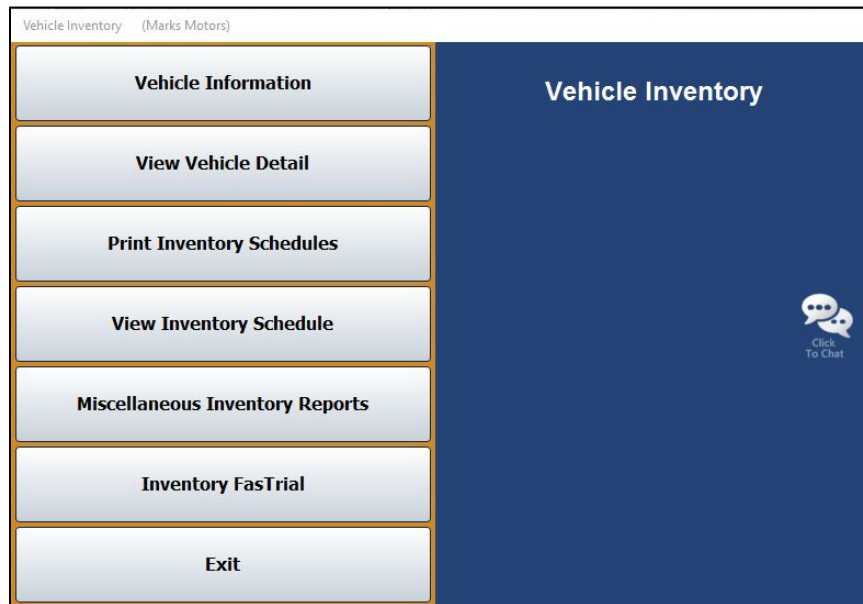 Vehicle Inventory (Marks Motors)
Vehicle Information
View Vehicle Detail
Print Inventory Schedules
View Inventory Schedule
Miscellaneous Inventory Reports
Inventory FasTrial
Exit
Vehicle Inventory
Click
To Chat